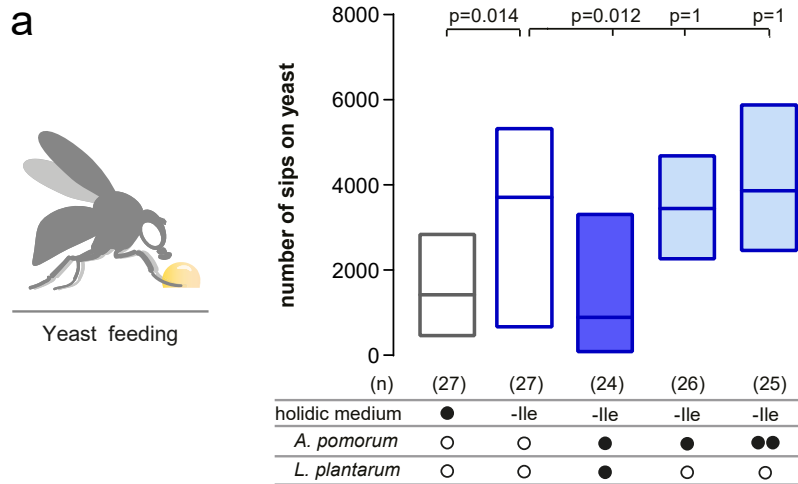 a
p=0.014 p=0.012 p=1 p=1
8000
6000
4000
2000
0
number of sips on yeast
Yeast feeding
(n) (27) (27) (24) (26) (25)
holidic medium -Ile -Ile -Ile -Ile
A. pomorum
L. plantarum